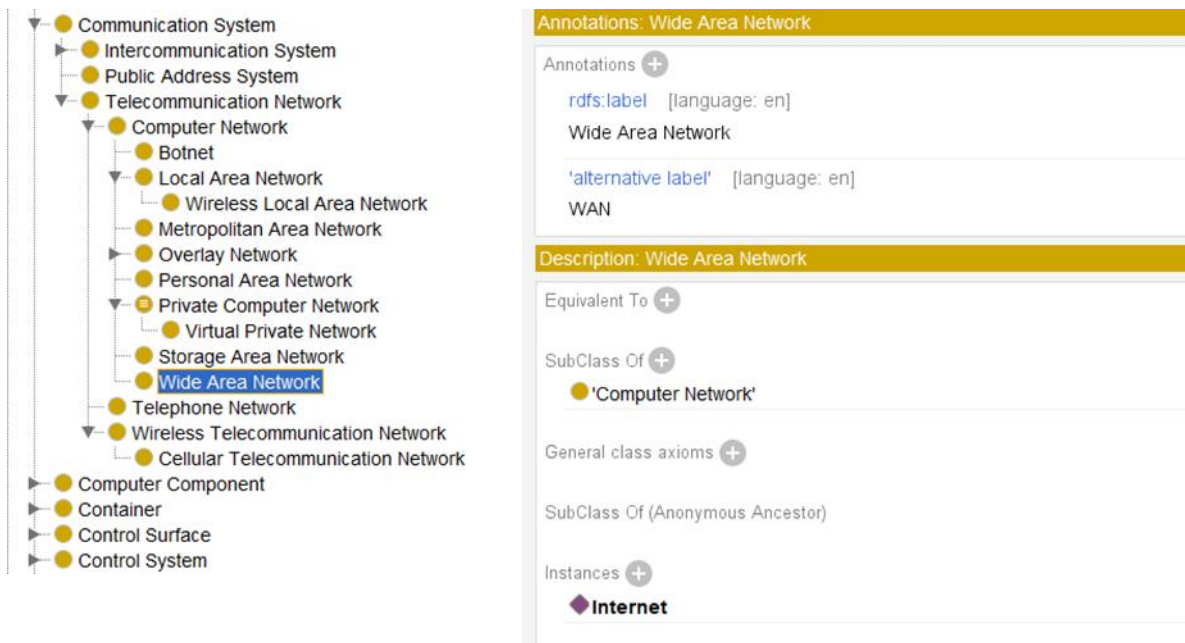 Communication System
Intercommunication System
Public Address System
Telecommunication Network
Computer Network
Botnet
Local Area Network
Wireless Local Area Network
Metropolitan Area Network
Overlay Network
Personal Area Network
Private Computer Network
Virtual Private Network
Storage Area Network
Wide Area Network
Telephone Network
Wireless Telecommunication Network
Cellular Telecommunication Network
Computer Component
Container
Control Surface
Control System
Annotations: Wide Area Network
Annotations
rdfs:label [language: en]
Wide Area Network
'alternative label' [language: en]
WAN
Description: Wide Area Network
Equivalent To
SubClass Of
'Computer Network'
General class axioms
SubClass Of (Anonymous Ancestor)
Instances
Internet